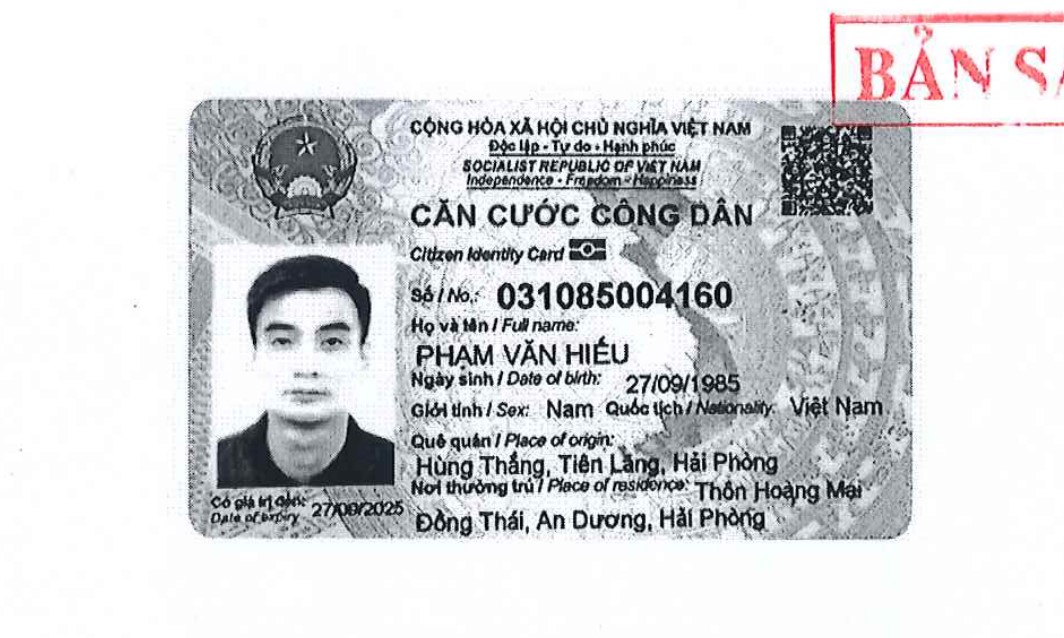 BẢN SA
CỘNG HÒA XÃ HỘI CHỦ NGHĨA VIỆT NAM
Độc lập - Tự do - Hạnh phúc
SOCIALIST REPUBLIC OF VIET NAM
Independence - Freedom - Happiness
CĂN CƯỚC CÔNG DÂN
Citizen Identity Card
Số / No.: 031085004160
Họ và tên / Full name:
PHẠM VĂN HIẾU
Ngày sinh / Date of birth: 27/09/1985
Giới tính / Sex: Nam Quốc tịch / Nationality: Việt Nam
Quê quán / Place of origin:
Hùng Thắng, Tiên Lãng, Hải Phòng
Nơi thường trú / Place of residence: Thôn Hoàng Mai
Đồng Thái, An Dương, Hải Phòng
Có giá trị đến: 27/09/2025
Date of expiry